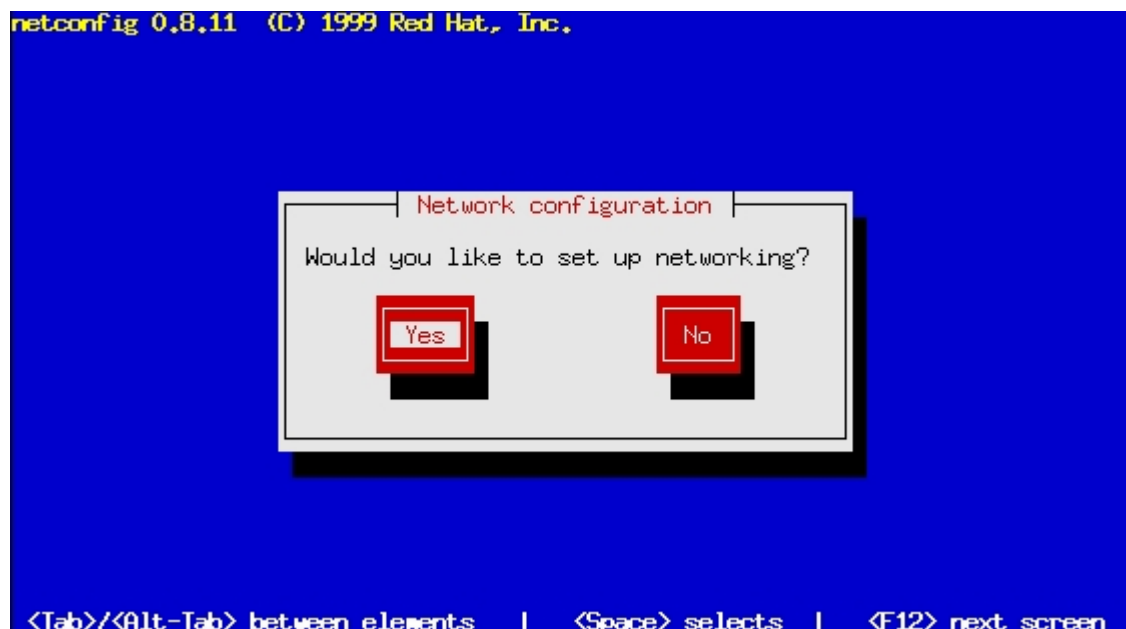 netconfig 0.8.11  (C) 1999 Red Hat, Inc.
Network configuration
Would you like to set up networking?
Yes No
<Tab>/<Alt-Tab> between elements | <Space> selects | <F12> next screen